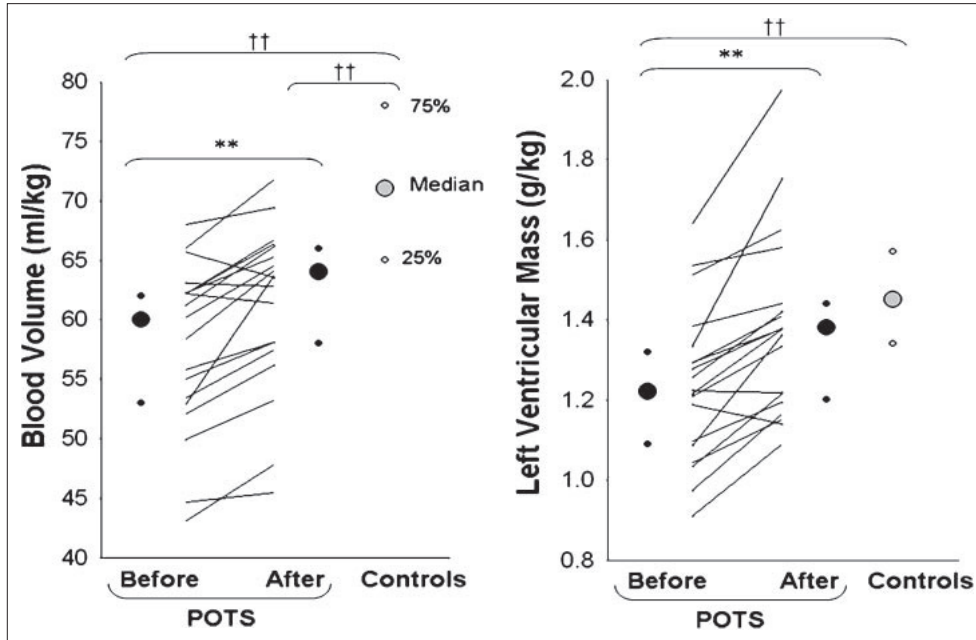 ††
††
**
80
75
70
65
60
55
50
45
40
Blood Volume (ml/kg)
75%
Median
25%
Before
After
Controls
POTS
††
**
2.0
1.8
1.6
1.4
1.2
1.0
0.8
Left Ventricular Mass (g/kg)
Before
After
Controls
POTS